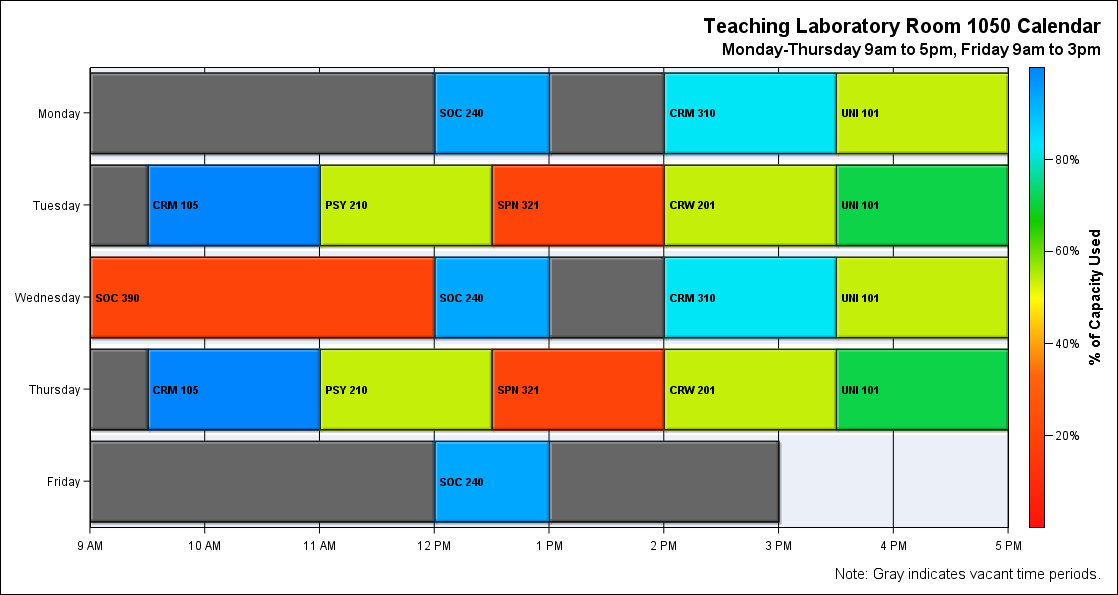 Teaching Laboratory Room 1050 Calendar
Monday-Thursday 9am to 5pm, Friday 9am to 3pm
Monday
SOC 240
CRM 310
UNI 101
Tuesday
CRM 105
PSY 210
SPN 321
CRW 201
UNI 101
Wednesday
SOC 390
SOC 240
CRM 310
UNI 101
Thursday
CRM 105
PSY 210
SPN 321
CRW 201
UNI 101
Friday
SOC 240
9 AM
10 AM
11 AM
12 PM
1 PM
2 PM
3 PM
4 PM
5 PM
80%
60%
40%
20%
% of Capacity Used
Note: Gray indicates vacant time periods.